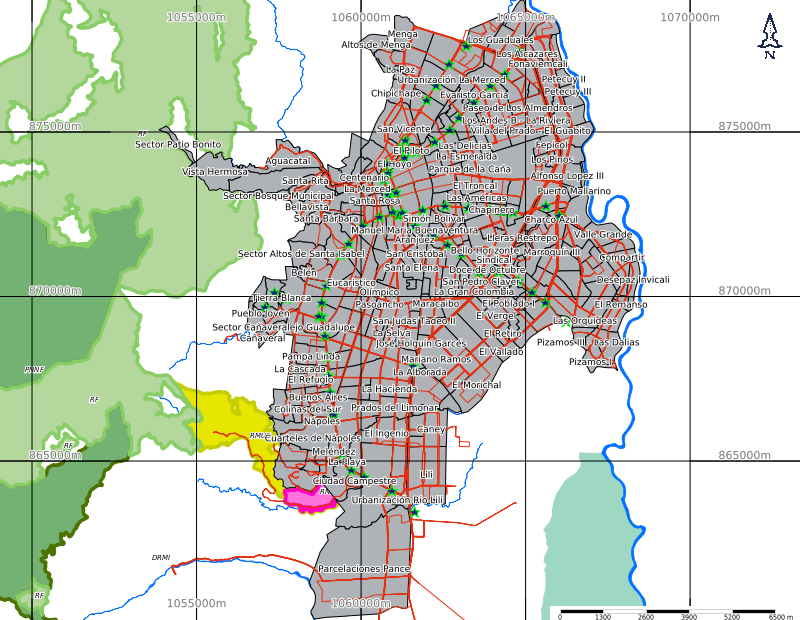 1055000m
1060000m
1065000m
1070000m
Menga
Los Guaduales
Altos de Menga
Los Alcazares
Fonaviemcali
La Paz
Urbanización La Merced
Petecuy II
Chipichape
Evaristo García
Petecuy III
Paseo de Los Almendros
Los Andes B
La Riviera
San Vicente
Villa del Prado - El Guabito
875000m
875000m
RF
Sector Patio Bonito
El Piloto
Las Delicias
Fepicol
Aguacatal
La Esmeralda
Los Pinos
El Hoyo
Vista Hermosa
Parque de la Caña
Centenario
Alfonso Lopez III
Santa Rita
La Merced
El Troncal
Puerto Mallarino
Sector Bosque Municipal
Santa Rosa
Las Américas
Bellavista
Chapinero
Santa Bárbara
Simón Bolívar
Charco Azul
Manuel María Buenaventura
Valle Grande
Aranjuez
Lleras Restrepo
Bello Horizonte
Marroquín III
Sector Altos de Santa Isabel
San Cristóbal
Compartir
Sindical
Belén
Santa Elena
Doce de Octubre
Desepaz Invicali
Eucarístico
San Pedro Claver
Olímpico
La Gran Colombia
870000m
870000m
Tierra Blanca
Pasoancho
Maracaibo
El Poblado I
El Remanso
Pueblo Joven
El Vergel
Sector Cañaveralejo Guadalupe
San Judas Tadeo II
Las Orquídeas
Cañaveral
La Selva
El Retiro
José Holguín Garcés
Pizamos III - Las Dalias
Pampa Linda
Mariano Ramos
El Vallado
La Cascada
La Alborada
Pizamos I
PNNF
El Refugio
El Morichal
RF
Buenos Aires
La Hacienda
Colinas del Sur
Prados del Limonar
Nápoles
RMUV
Cuarteles de Nápoles
El Ingenio
Caney
RF
Meléndez
865000m
865000m
La Playa
Lili
Ciudad Campestre
Urbanización Río Lili
DRMI
Parcelaciones Pance
RF
1055000m
1060000m
N
0
1300
2600
3900
5200
6500 m